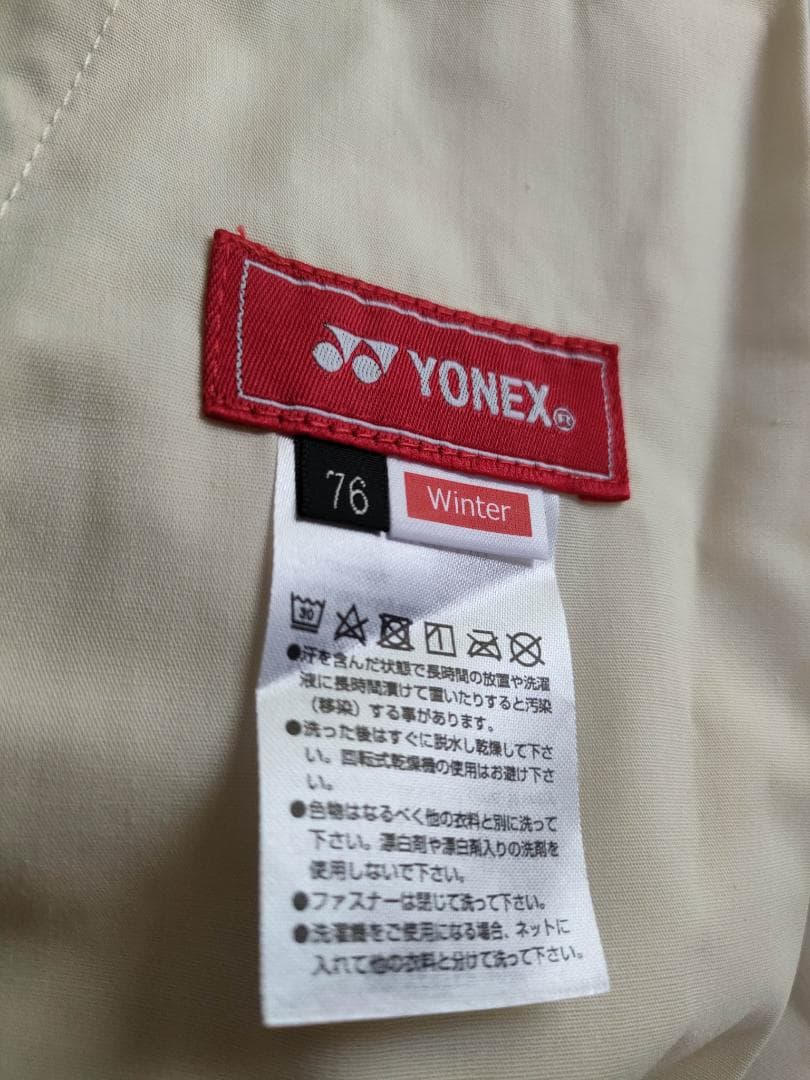 YONEX®
76
Winter
30
●汗を含んだ状態で長時間の放置や洗濯
液に長時間漬けて置いたりすると汚染
（移染）する事があります。
●洗った後はすぐに脱水し乾燥して下さ
い。回転式乾燥機の使用はお避け下さ
い。
●色物はなるべく他の衣料と別に洗って
下さい。漂白剤や漂白剤入りの洗剤を
使用しないで下さい。
●ファスナーは閉じて洗って下さい。
●洗濯機をご使用になる場合、ネットに
入れて他の衣料と分けて洗って下さい。